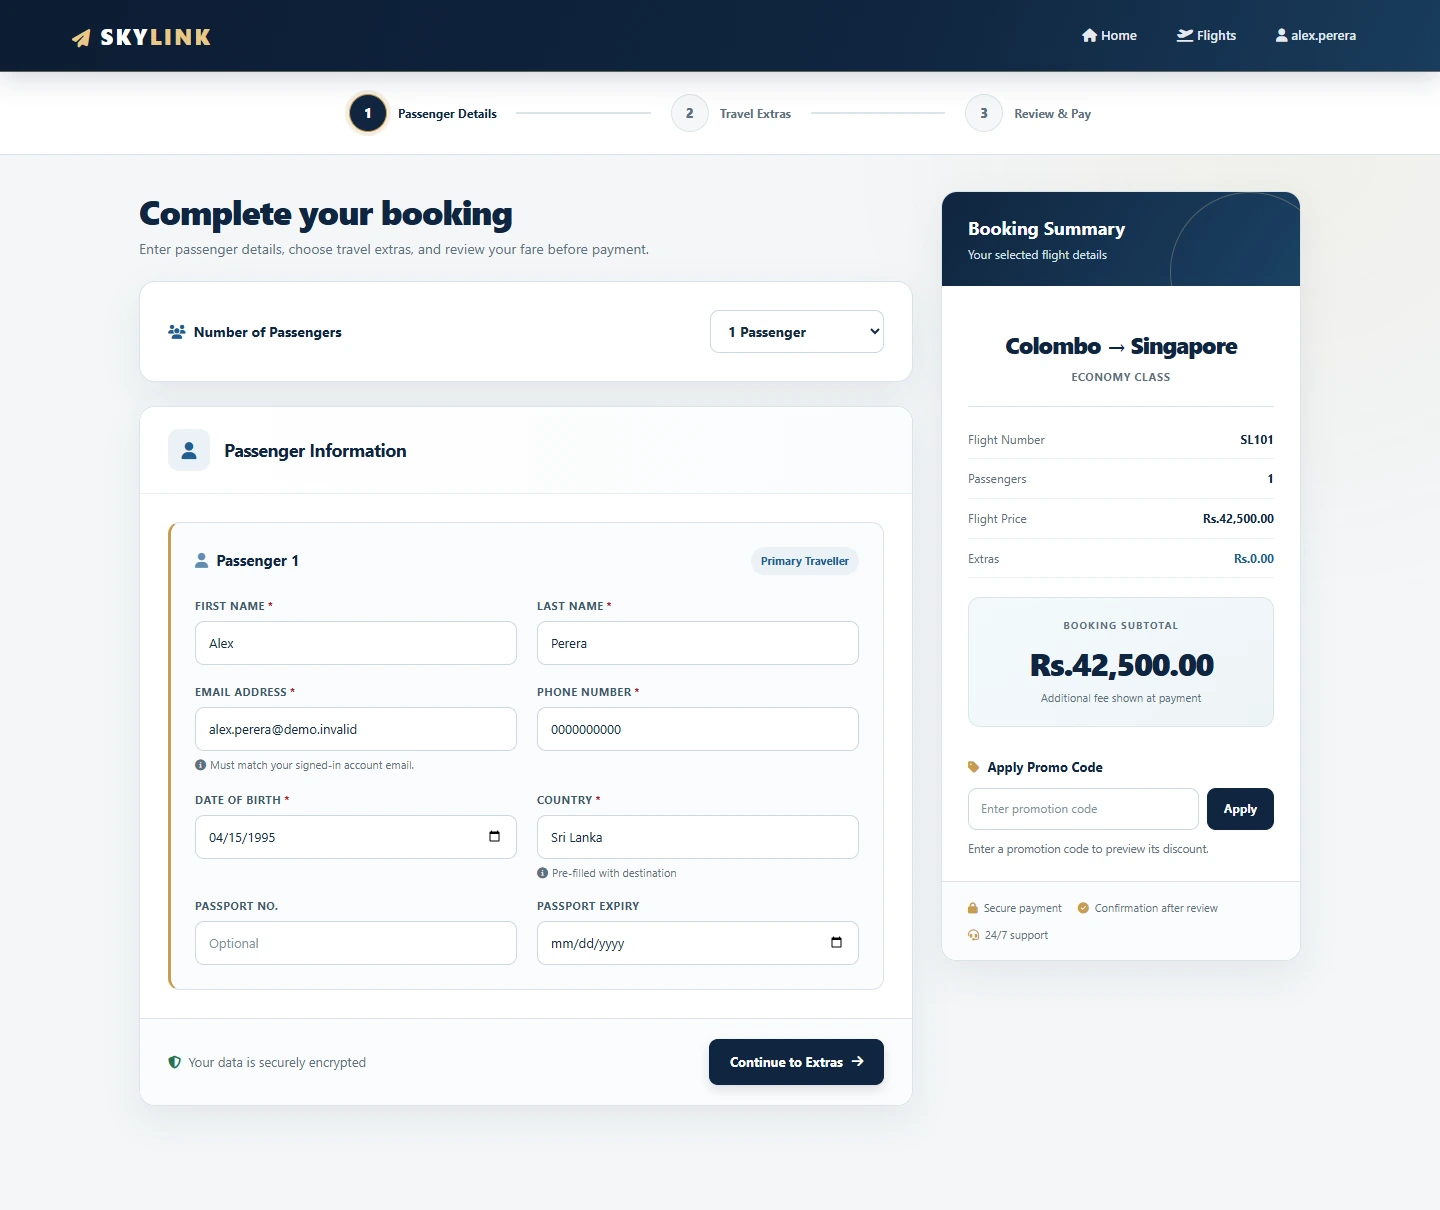 SKYLINK
Home Flights alex.perera
1 Passenger Details 2 Travel Extras 3 Review & Pay
Complete your booking
Enter passenger details, choose travel extras, and review your fare before payment.
Number of Passengers 1 Passenger
Passenger Information
Passenger 1 Primary Traveller
FIRST NAME * LAST NAME *
Alex Perera
EMAIL ADDRESS * PHONE NUMBER *
alex.perera@demo.invalid 0000000000
Must match your signed-in account email.
DATE OF BIRTH * COUNTRY *
04/15/1995 Sri Lanka
Pre-filled with destination
PASSPORT NO. PASSPORT EXPIRY
Optional mm/dd/yyyy
Your data is securely encrypted Continue to Extras →
Booking Summary
Your selected flight details
Colombo → Singapore
ECONOMY CLASS
Flight Number SL101
Passengers 1
Flight Price Rs.42,500.00
Extras Rs.0.00
BOOKING SUBTOTAL
Rs.42,500.00
Additional fee shown at payment
Apply Promo Code
Enter promotion code Apply
Enter a promotion code to preview its discount.
Secure payment Confirmation after review
24/7 support